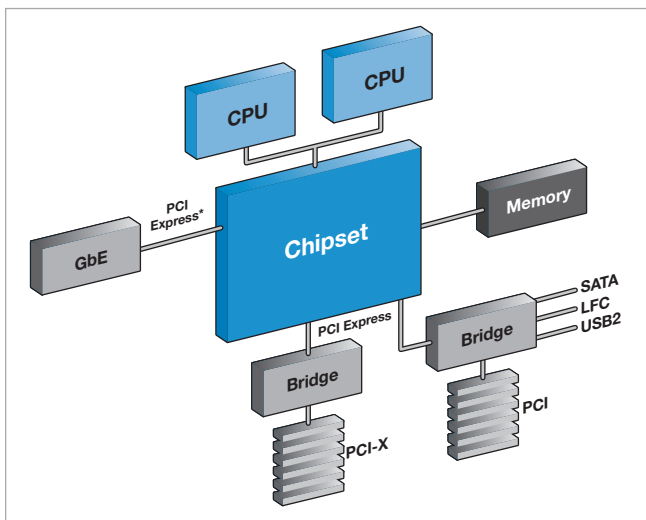 CPU
CPU
PCI
Express*
GbE
Chipset
Memory
PCI Express
SATA
LFC
USB2
Bridge
Bridge
PCI
PCI-X